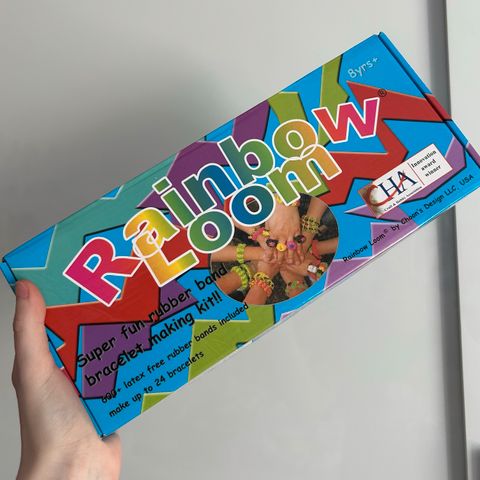 8yrs+
Rainbow®
Loom
CHA
Innovation
award
winner
Rainbow Loom® by Choon's Design LLC, USA
Super fun rubber band
bracelet making kit!!
600+ latex free rubber bands included
make up to 24 bracelets